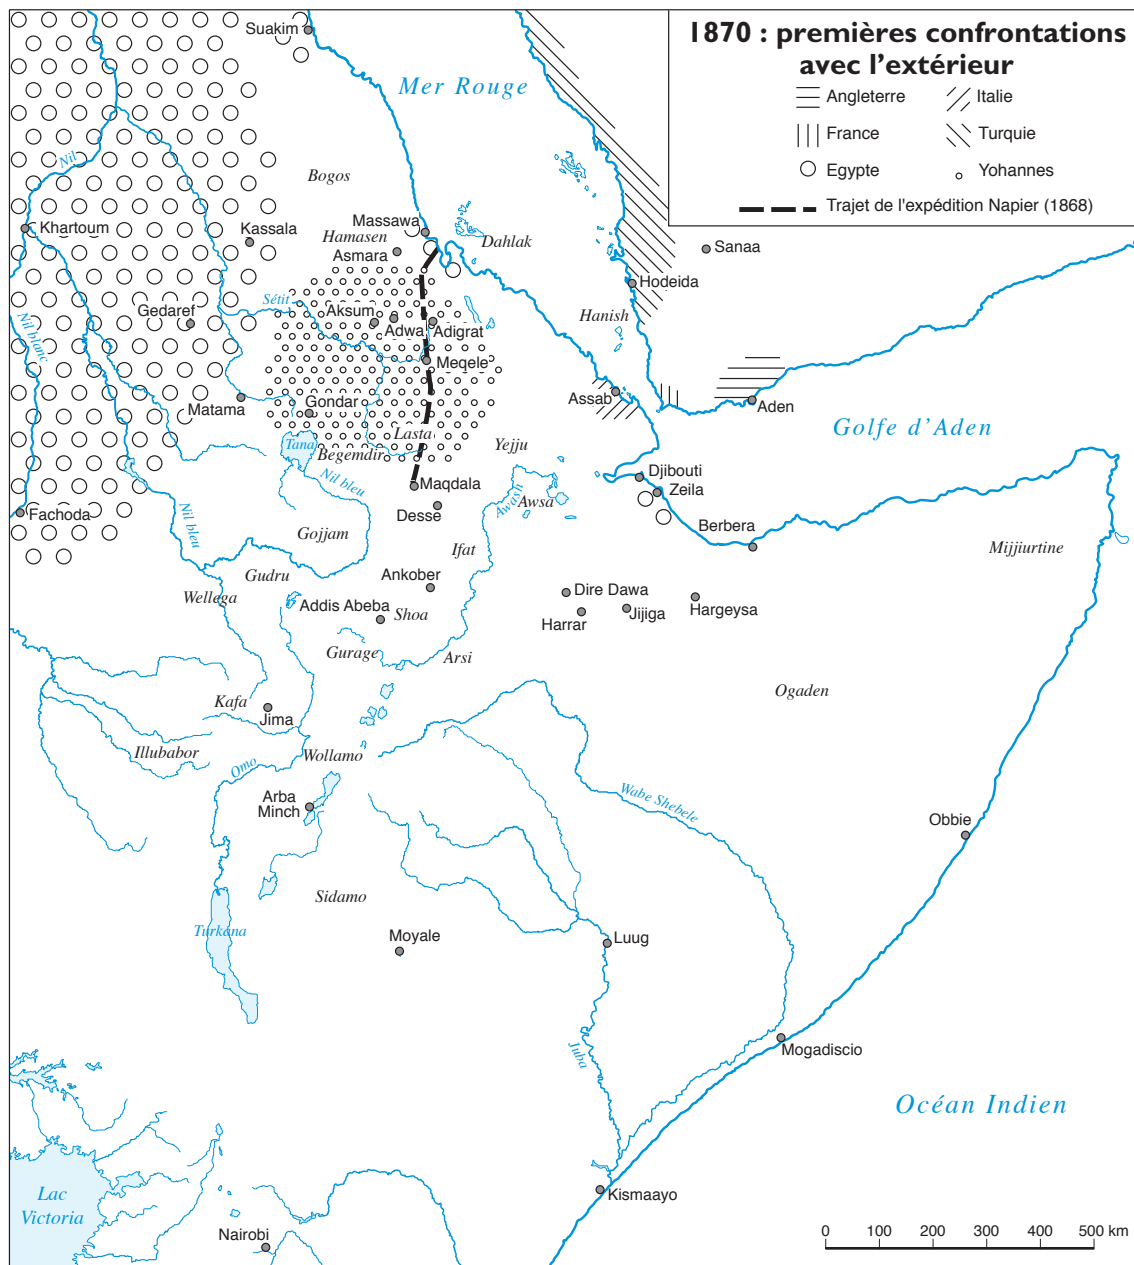 1870 : premières confrontations
avec l'extérieur
Angleterre
Italie
France
Turquie
Egypte
Yohannes
Trajet de l'expédition Napier (1868)
Suakim
Mer Rouge
Nil
Bogos
Khartoum
Kassala
Massawa
Hamasen
Asmara
Dahlak
Sanaa
Hodeida
Sétit
Gedaref
Nil blanc
Aksum
Adwa
Adigrat
Hanish
Meqele
Matama
Gondar
Assab
Aden
Golfe d'Aden
Lasta
Tana
Begemdir
Yejju
Nil bleu
Maqdala
Djibouti
Zeila
Awash
Awsa
Desse
Fachoda
Nil bleu
Gojjam
Berbera
Mijjiurtine
Ifat
Gudru
Ankober
Wellega
Addis Abeba
Shoa
Dire Dawa
Harrar
Jijiga
Hargeysa
Gurage
Arsi
Ogaden
Kafa
Jima
Illubabor
Wollamo
Omo
Arba
Minch
Wabe Shebele
Obbie
Sidamo
Turkana
Moyale
Luug
Juba
Mogadiscio
Océan Indien
Lac
Victoria
Kismaayo
Nairobi
0 100 200 300 400 500 km